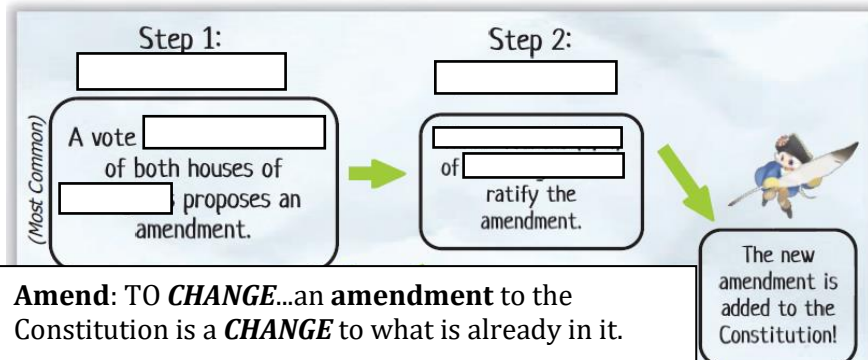 Step 1:
Step 2:
(Most Common)
A vote
of both houses of
proposes an
amendment.
of
ratify the
amendment.
The new
amendment is
added to the
Constitution!
Amend: TO CHANGE...an amendment to the
Constitution is a CHANGE to what is already in it.